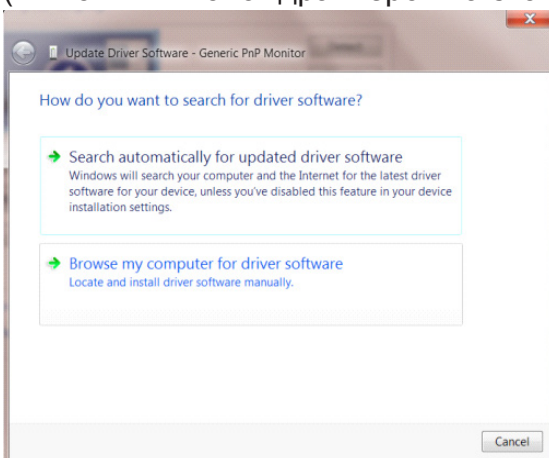 Update Driver Software - Generic PnP Monitor
How do you want to search for driver software?
Search automatically for updated driver software
Windows will search your computer and the Internet for the latest driver
software for your device, unless you've disabled this feature in your device
installation settings.
Browse my computer for driver software
Locate and install driver software manually.
Cancel